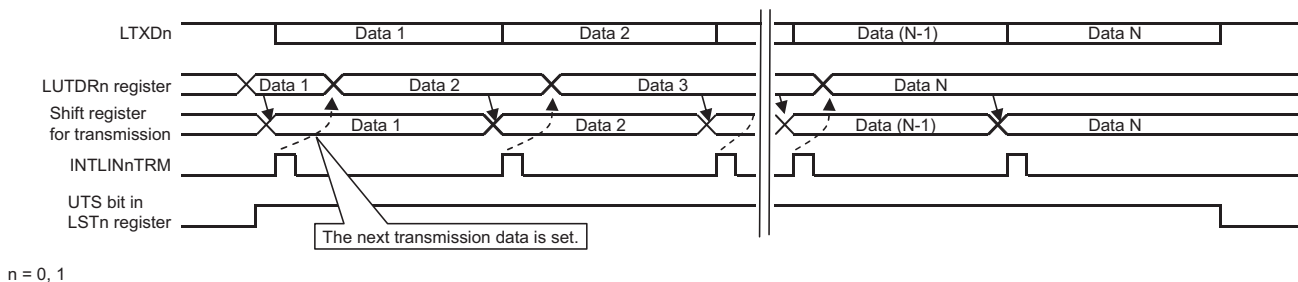 LTXDn Data 1 Data 2 Data (N-1) Data N
LUTDRn register Data 1 Data 2 Data 3 Data N
Shift register
for transmission Data 1 Data 2 Data (N-1) Data N
INTLINnTRM
UTS bit in
LSTn register
The next transmission data is set.
n = 0, 1